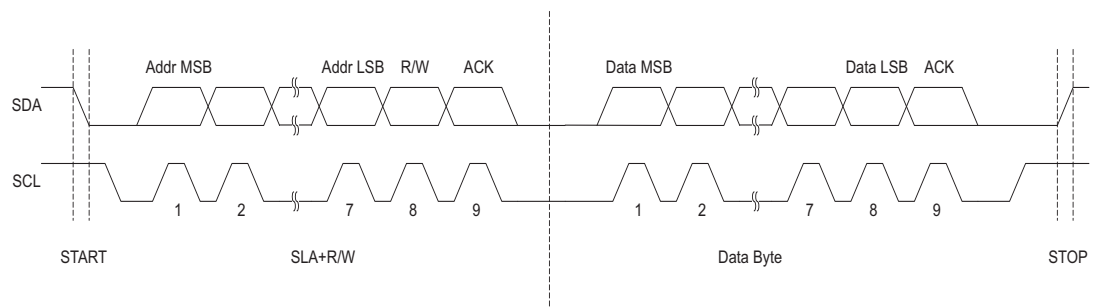 Addr MSB Addr LSB R/W ACK Data MSB Data LSB ACK
SDA
SCL
1 2 7 8 9 1 2 7 8 9
START SLA+R/W Data Byte STOP